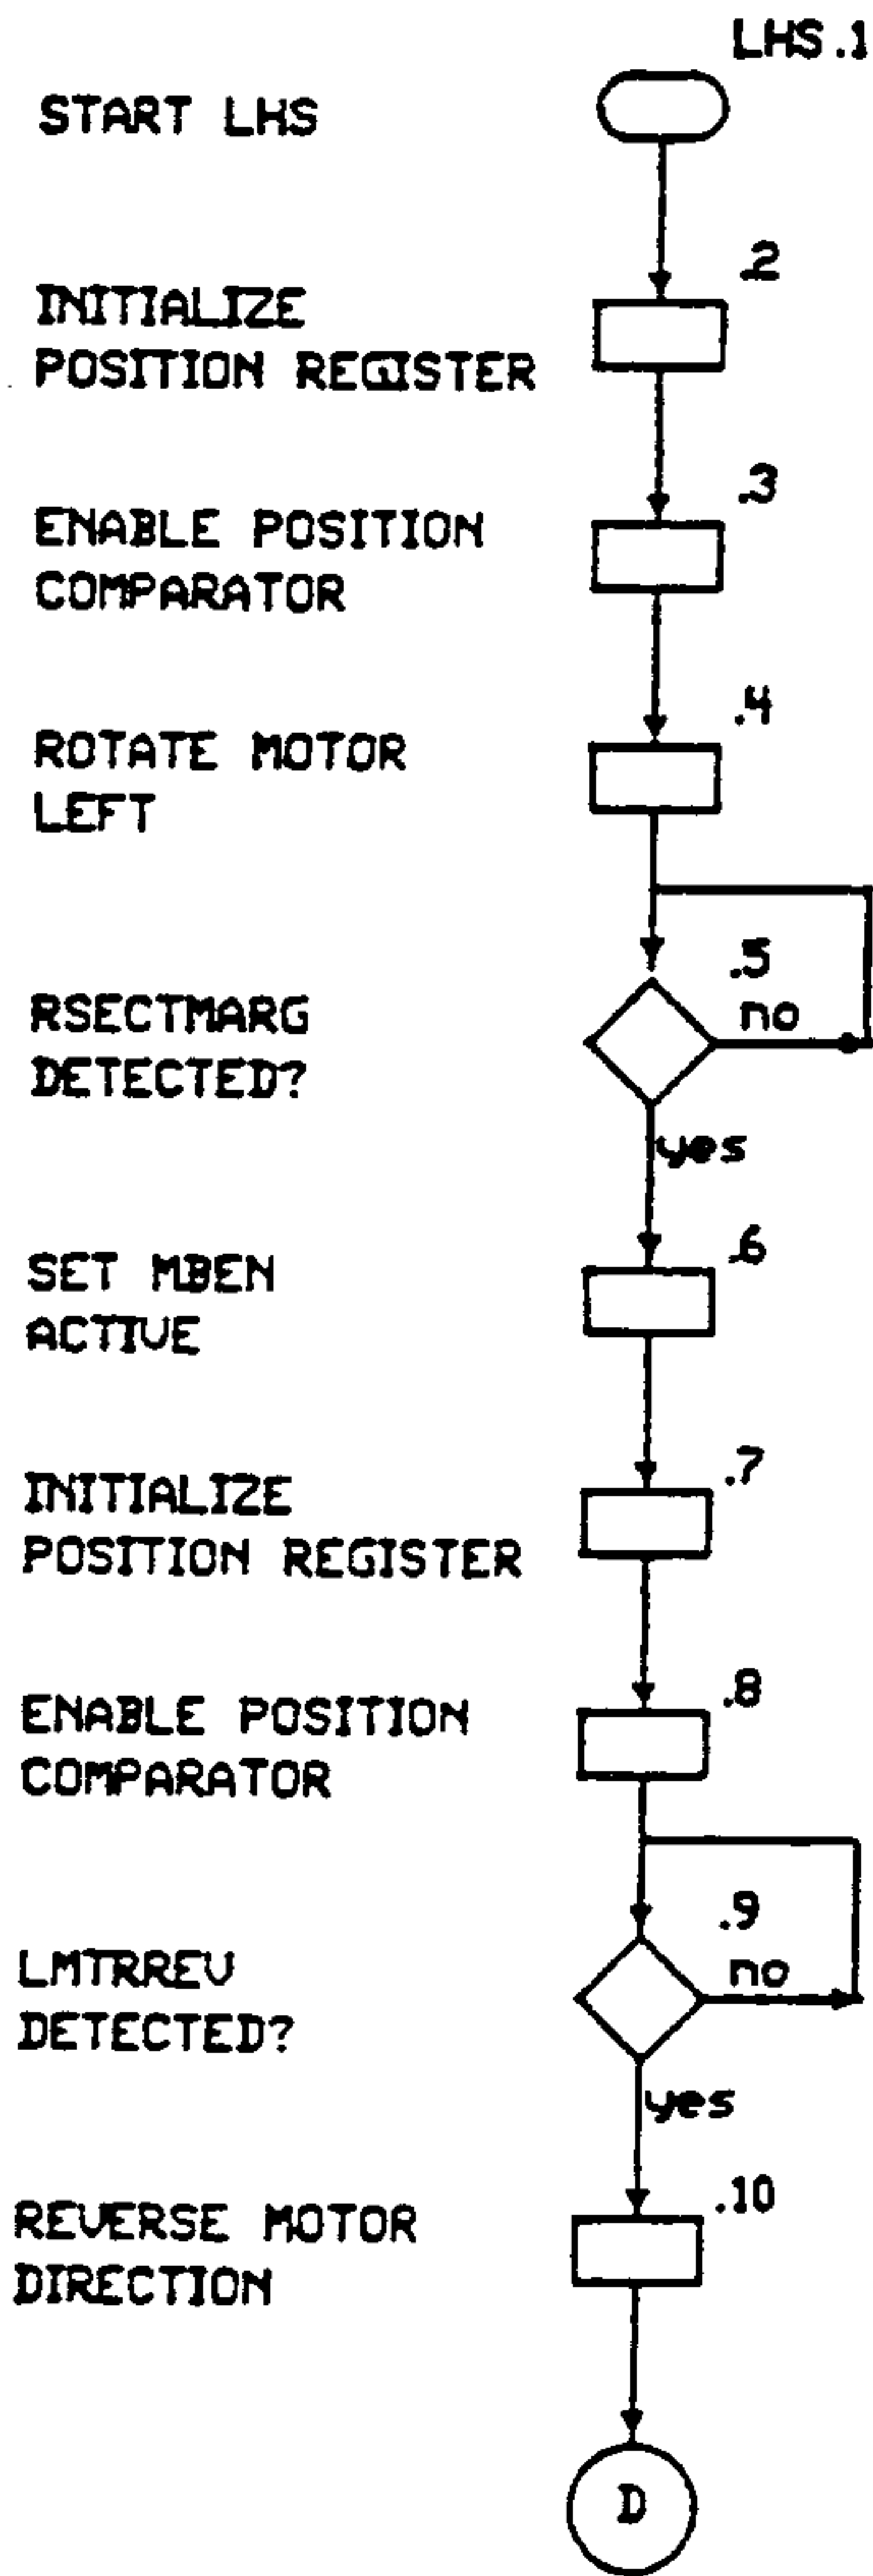 LHS.1
START LHS
.2
INITIALIZE
POSITION REGISTER
.3
ENABLE POSITION
COMPARATOR
.4
ROTATE MOTOR
LEFT
.5
RSECTMARG
no
DETECTED?
yes
.6
SET MBEN
ACTIVE
.7
INITIALIZE
POSITION REGISTER
.8
ENABLE POSITION
COMPARATOR
.9
LMTRREV
no
DETECTED?
yes
.10
REVERSE MOTOR
DIRECTION
D